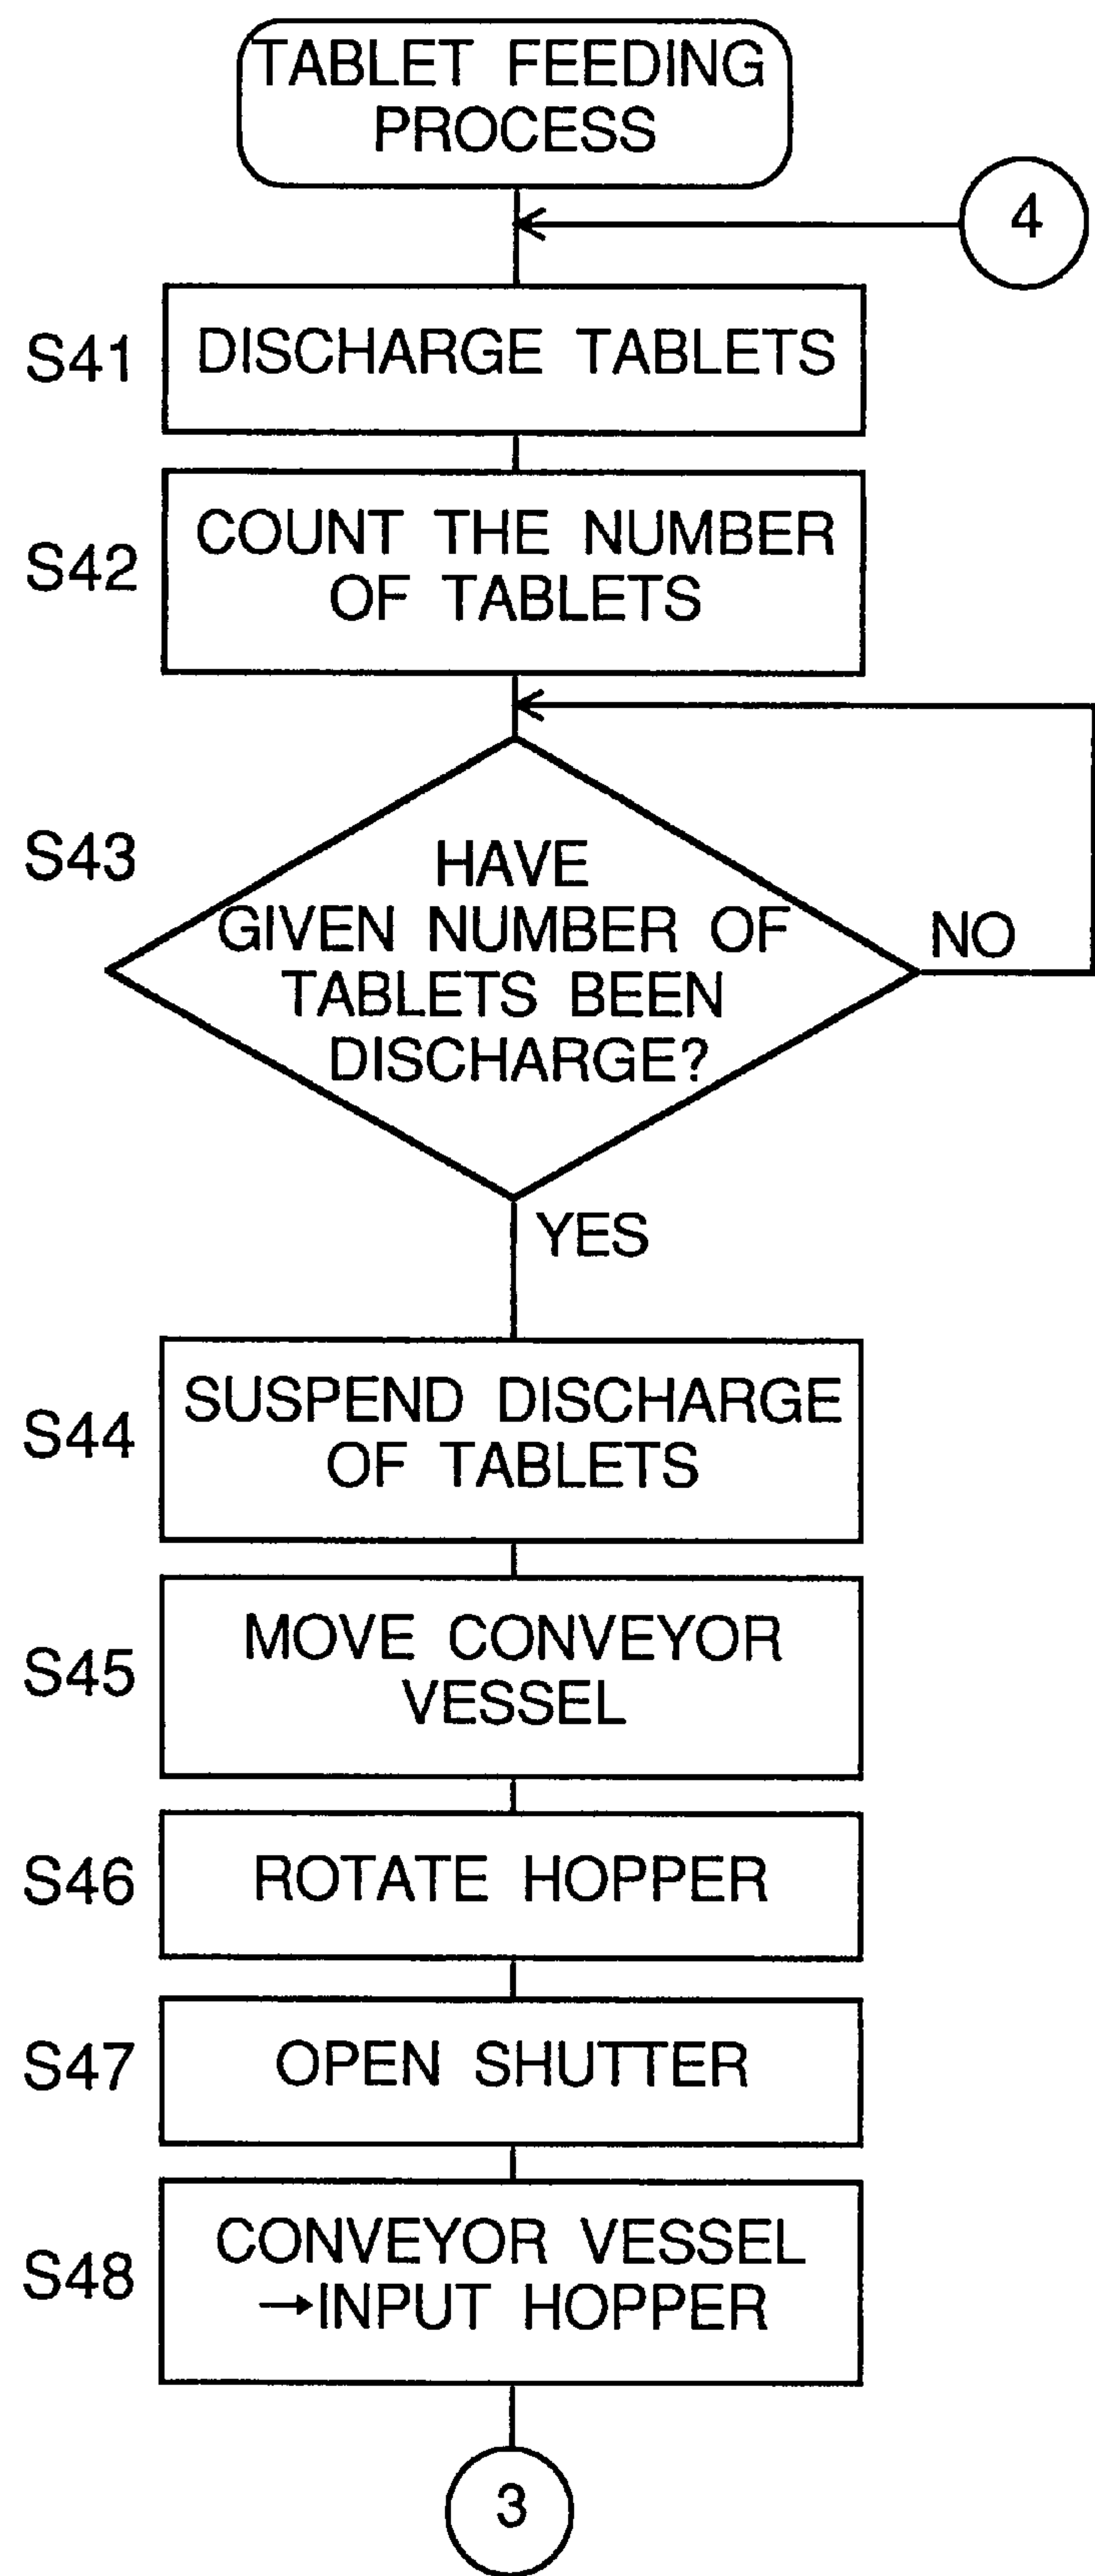 TABLET FEEDING
PROCESS
4
S41
DISCHARGE TABLETS
S42
COUNT THE NUMBER
OF TABLETS
S43
HAVE
GIVEN NUMBER OF
TABLETS BEEN
DISCHARGE?
NO
YES
S44
SUSPEND DISCHARGE
OF TABLETS
S45
MOVE CONVEYOR
VESSEL
S46
ROTATE HOPPER
S47
OPEN SHUTTER
S48
CONVEYOR VESSEL
→INPUT HOPPER
3